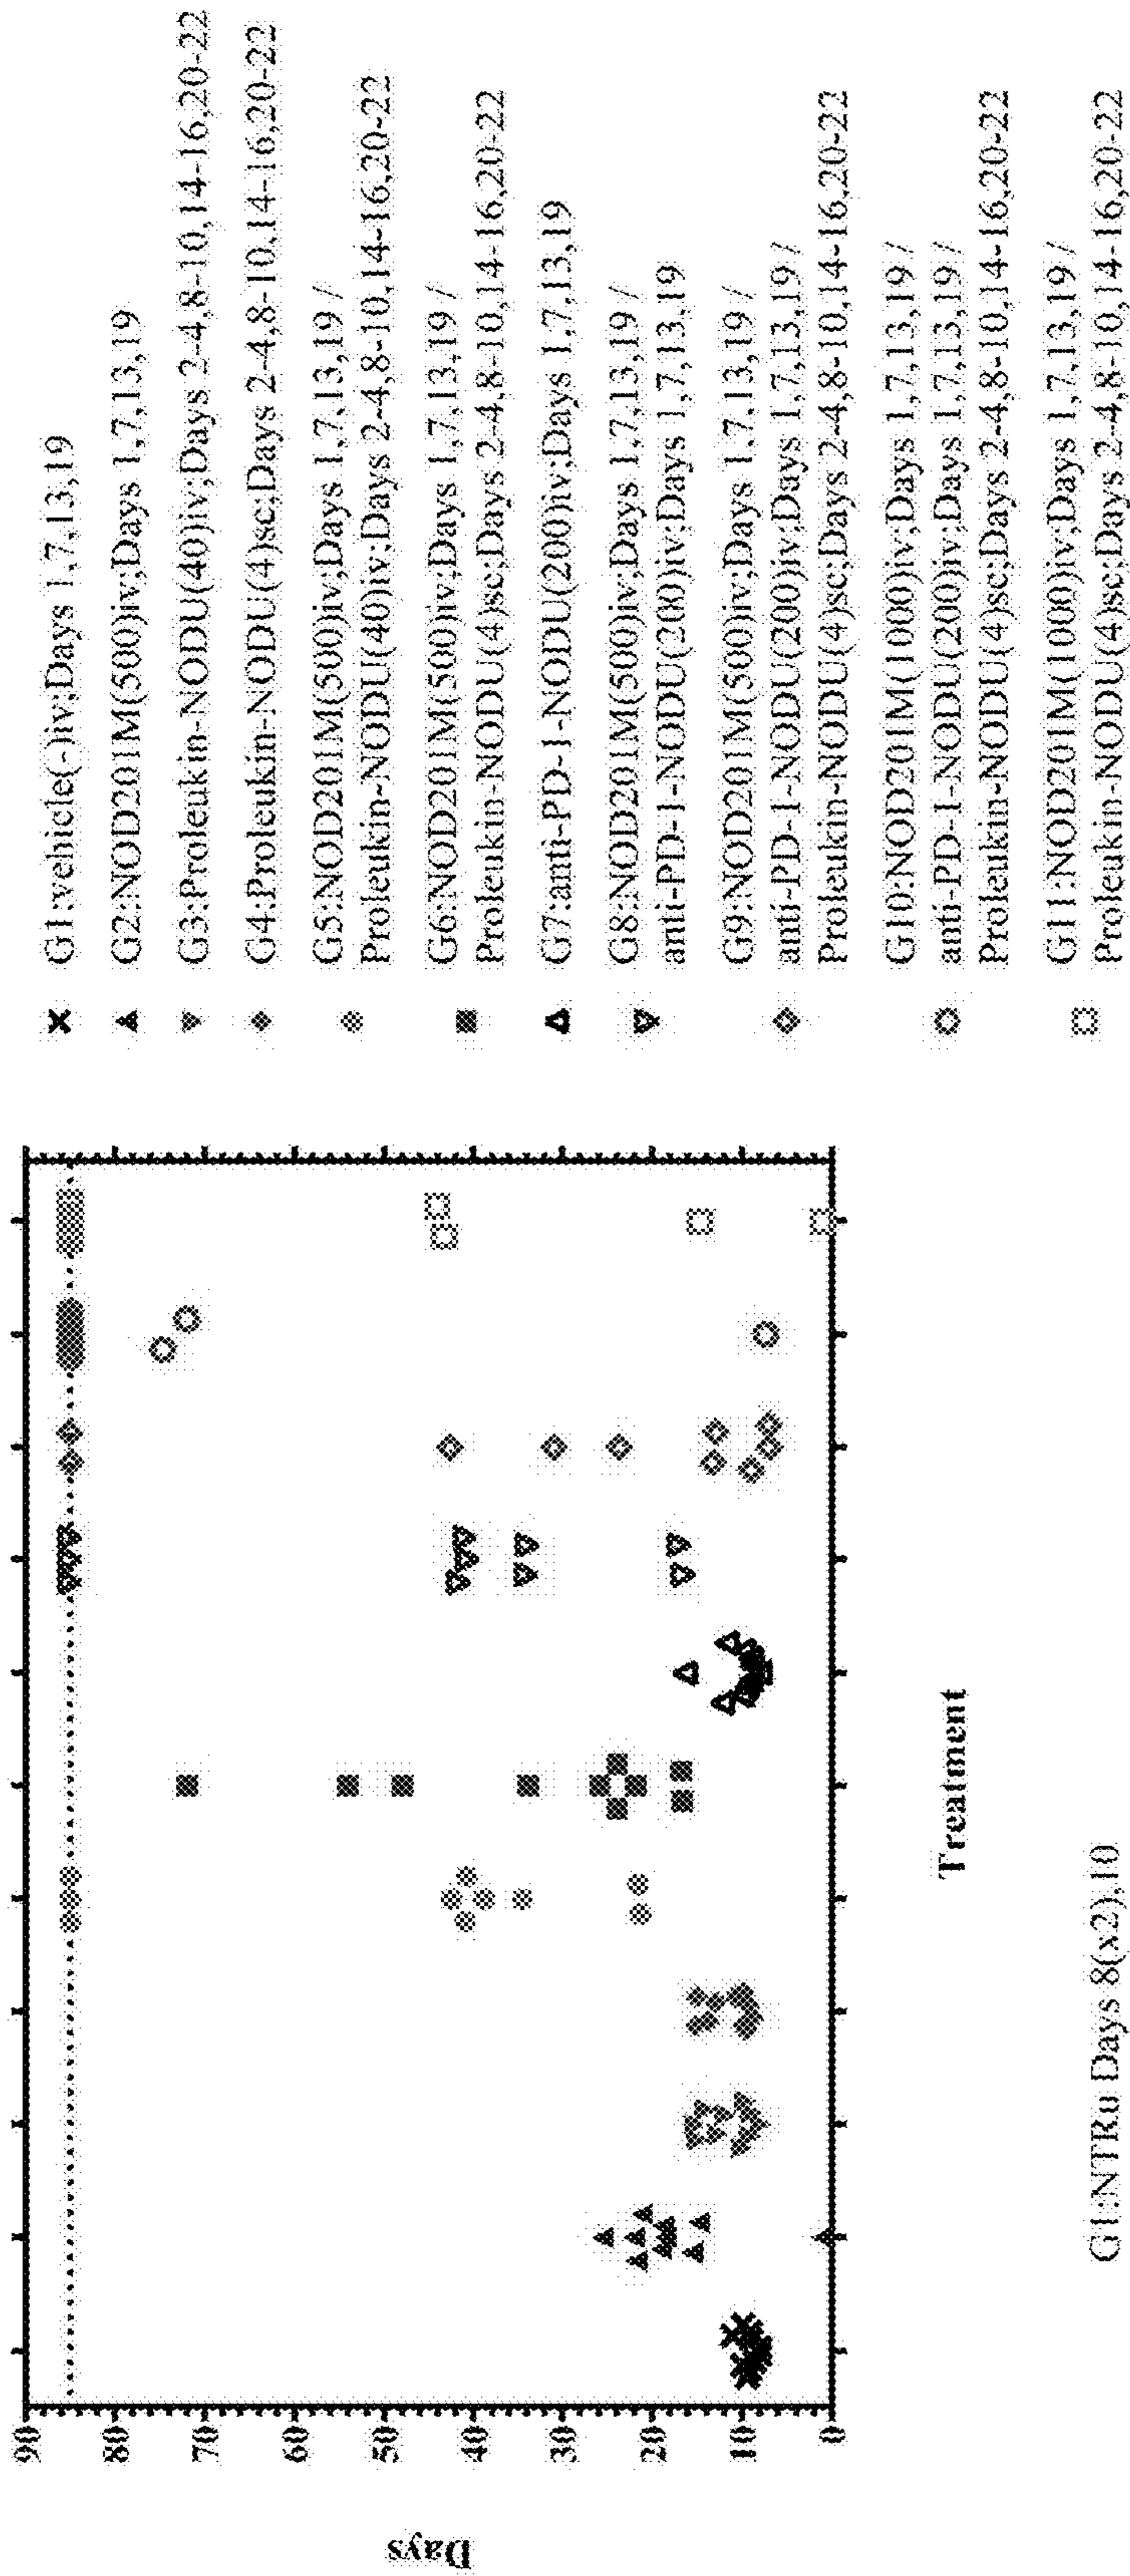 Days
90
80
70
60
50
40
30
20
10
0
Treatment
G1:NTRu Days 8(x2),10
G1:vehicle(-)iv;Days 1,7,13,19
G2:NOD201M(500)iv;Days 1,7,13,19
G3:Proleukin-NODU(40)iv;Days 2-4,8-10,14-16,20-22
G4:Proleukin-NODU(4)sc;Days 2-4,8-10,14-16,20-22
G5:NOD201M(500)iv;Days 1,7,13,19 /
Proleukin-NODU(40)iv;Days 2-4,8-10,14-16,20-22
G6:NOD201M(500)iv;Days 1,7,13,19 /
Proleukin-NODU(4)sc;Days 2-4,8-10,14-16,20-22
G7:anti-PD-1-NODU(200)iv;Days 1,7,13,19
G8:NOD201M(500)iv;Days 1,7,13,19 /
anti-PD-1-NODU(200)iv;Days 1,7,13,19
G9:NOD201M(500)iv;Days 1,7,13,19 /
anti-PD-1-NODU(200)iv;Days 1,7,13,19 /
Proleukin-NODU(4)sc;Days 2-4,8-10,14-16,20-22
G10:NOD201M(1000)iv;Days 1,7,13,19 /
anti-PD-1-NODU(200)iv;Days 1,7,13,19 /
Proleukin-NODU(4)sc;Days 2-4,8-10,14-16,20-22
G11:NOD201M(1000)iv;Days 1,7,13,19 /
Proleukin-NODU(4)sc;Days 2-4,8-10,14-16,20-22